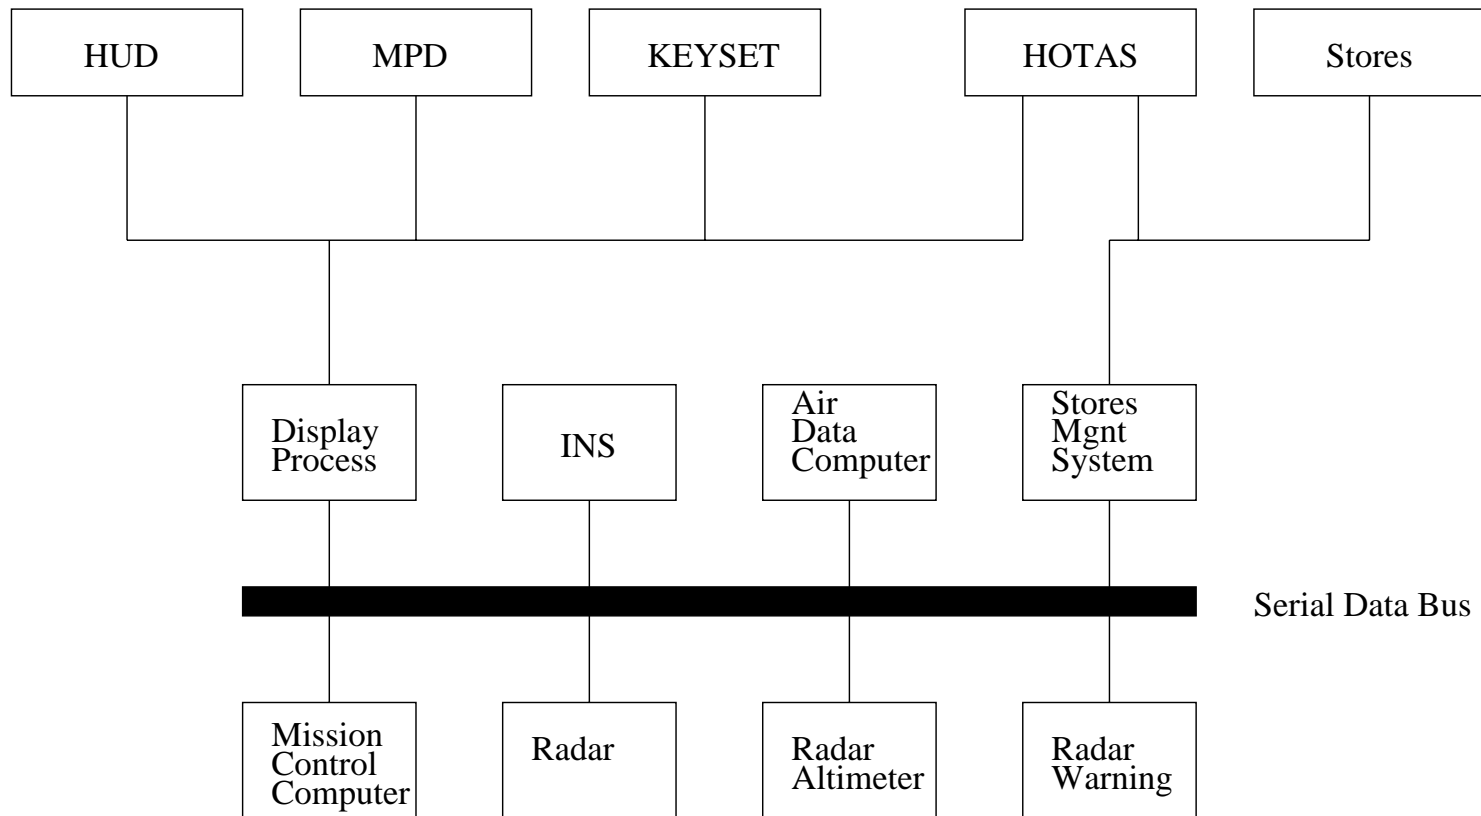 HUD
MPD
KEYSET
HOTAS
Stores
Display
Process
INS
Air
Data
Computer
Stores
Mgnt
System
Serial Data Bus
Mission
Control
Computer
Radar
Radar
Altimeter
Radar
Warning